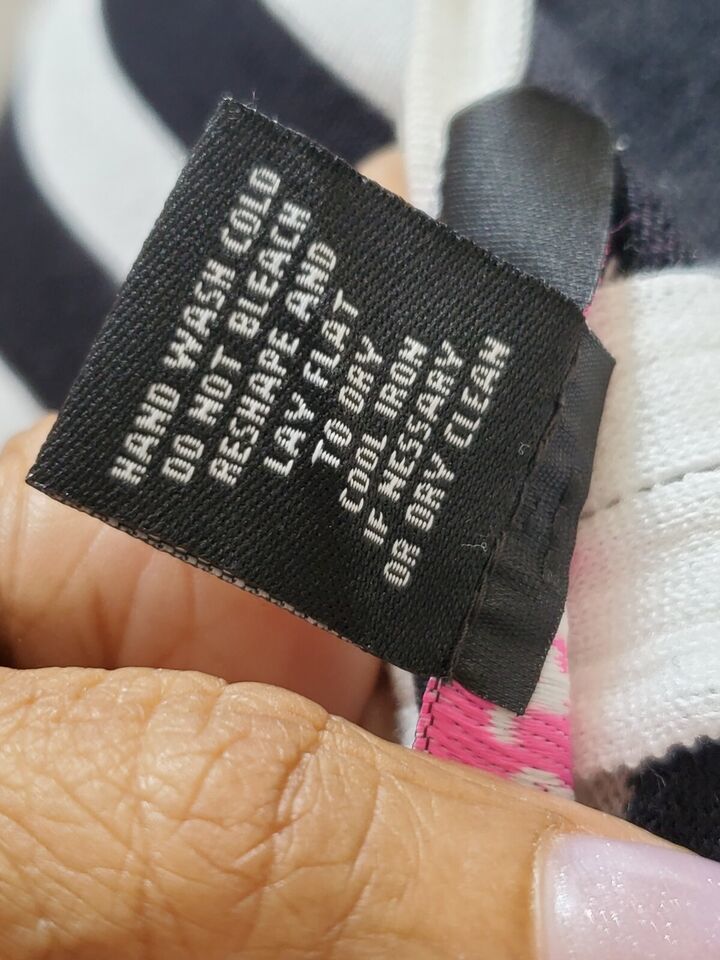 HAND WASH COLD
DO NOT BLEACH
RESHAPE AND
LAY FLAT
TO DRY
COOL IRON
IF NESSARY
OR DRY CLEAN